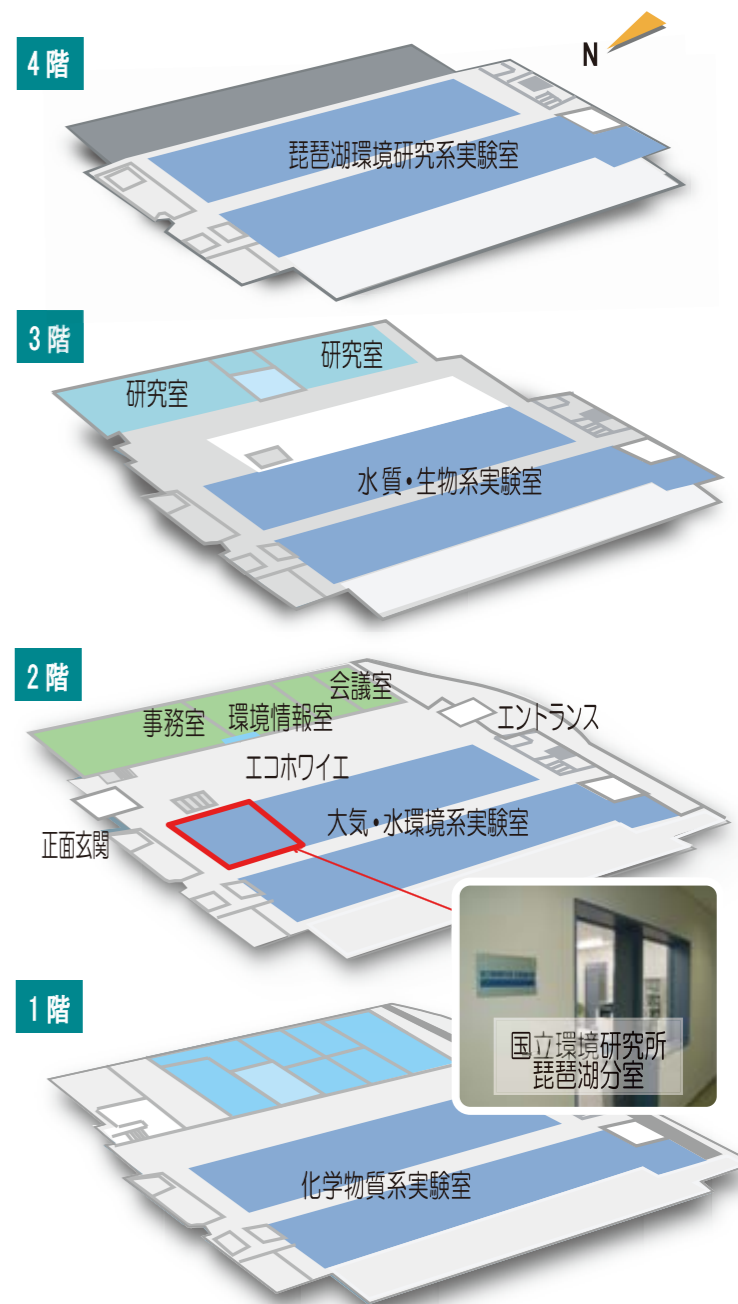 4階
N
琵琶湖環境研究系実験室
3階
研究室
研究室
水質・生物系実験室
2階
会議室
事務室
環境情報室
エントランス
エコホワイエ
大気・水環境系実験室
正面玄関
1階
国立環境研究所
琵琶湖分室
化学物質系実験室